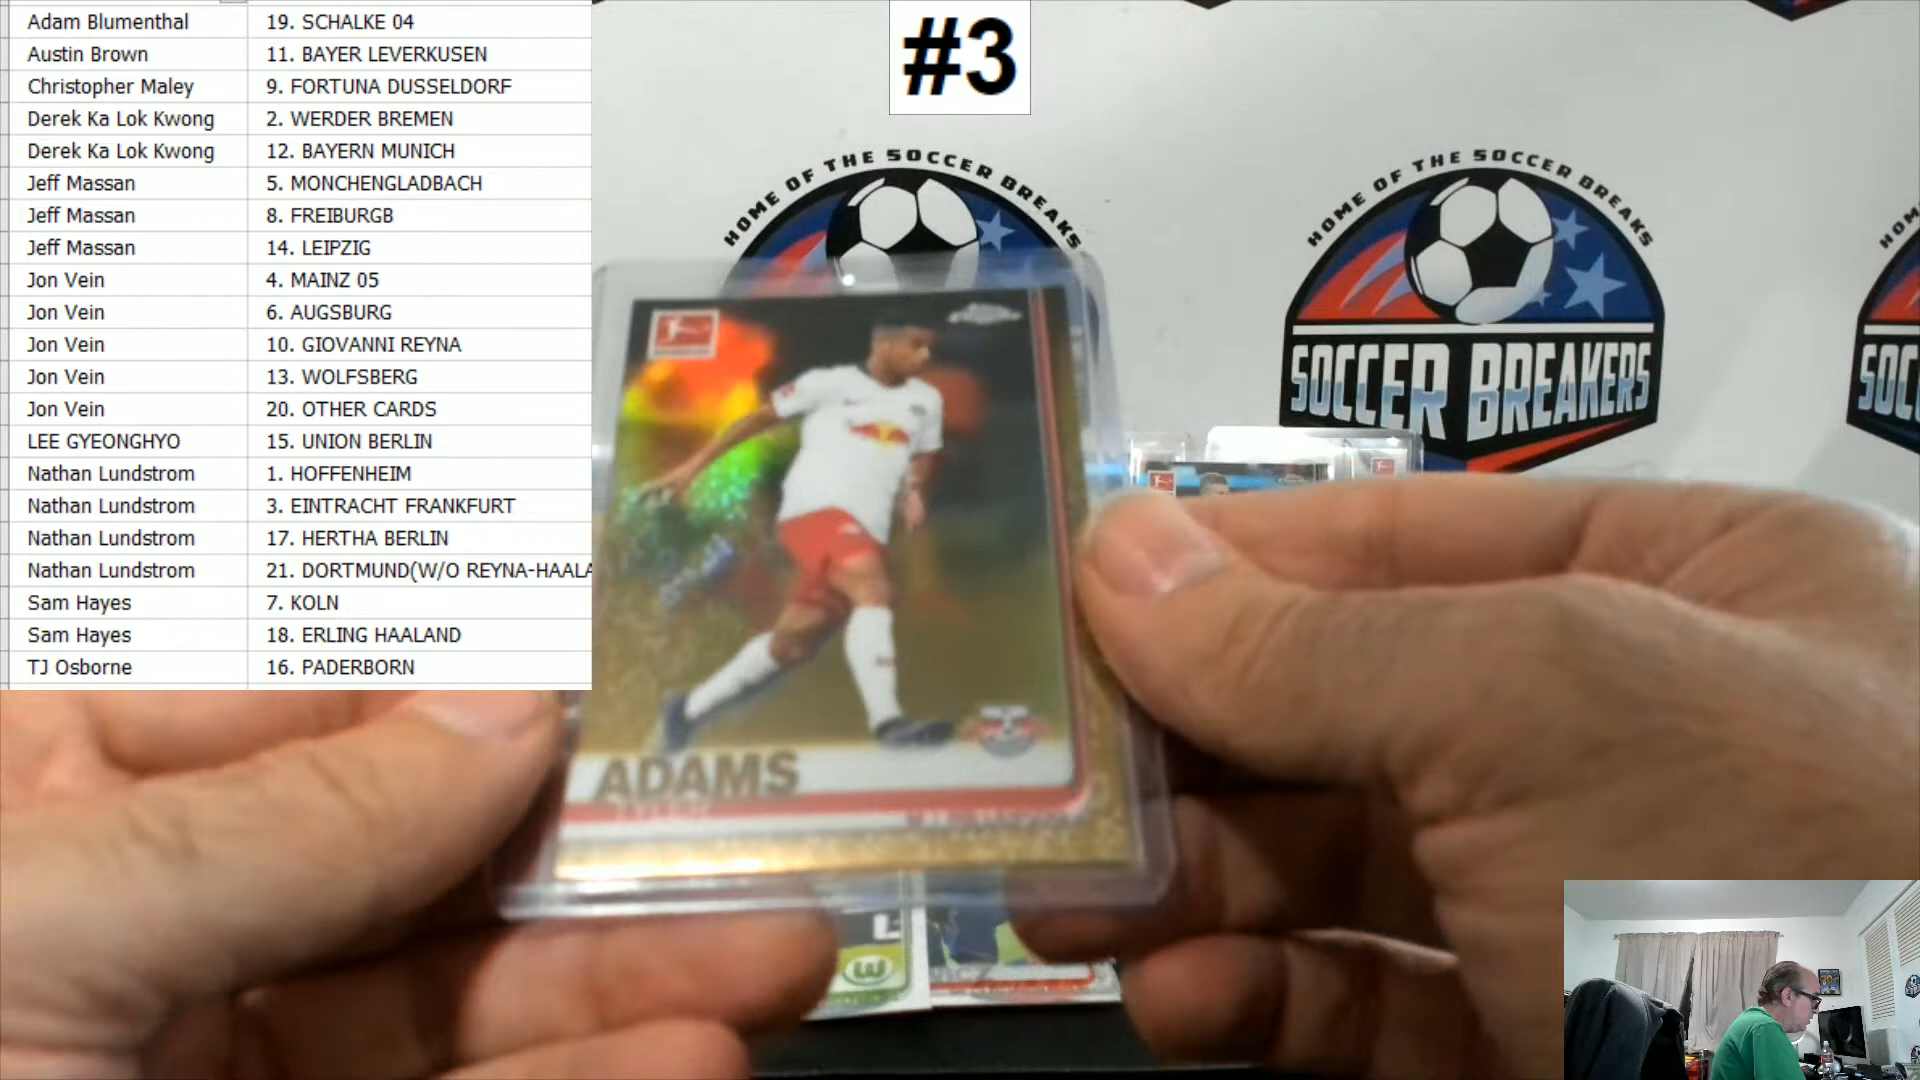 Adam Blumenthal 19. SCHALKE 04
Austin Brown 11. BAYER LEVERKUSEN
Christopher Maley 9. FORTUNA DUSSELDORF
Derek Ka Lok Kwong 2. WERDER BREMEN
Derek Ka Lok Kwong 12. BAYERN MUNICH
Jeff Massan 5. MONCHENGLADBACH
Jeff Massan 8. FREIBURGB
Jeff Massan 14. LEIPZIG
Jon Vein 4. MAINZ 05
Jon Vein 6. AUGSBURG
Jon Vein 10. GIOVANNI REYNA
Jon Vein 13. WOLFSBERG
Jon Vein 20. OTHER CARDS
LEE GYEONGHYO 15. UNION BERLIN
Nathan Lundstrom 1. HOFFENHEIM
Nathan Lundstrom 3. EINTRACHT FRANKFURT
Nathan Lundstrom 17. HERTHA BERLIN
Nathan Lundstrom 21. DORTMUND(W/O REYNA-HAALA
Sam Hayes 7. KOLN
Sam Hayes 18. ERLING HAALAND
TJ Osborne 16. PADERBORN
#3
HOME OF THE SOCCER BREAKS
HOME OF THE SOCCER BREAKS
SOCCER BREAKERS
HOM
SOC
ADAMS